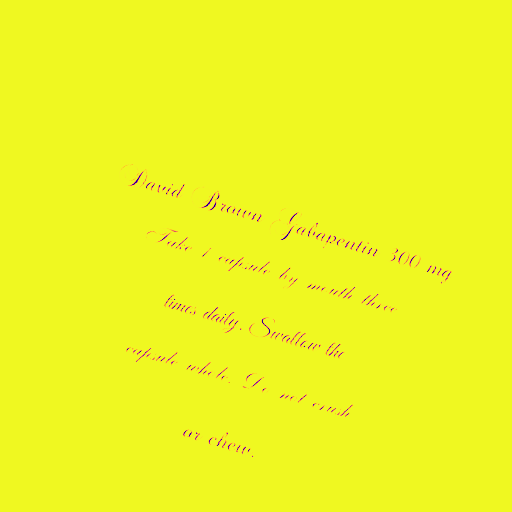 David Brown Gabapentin 300 mg
Take 1 capsule by mouth three
times daily. Swallow the
capsule whole. Do not crush
or chew.